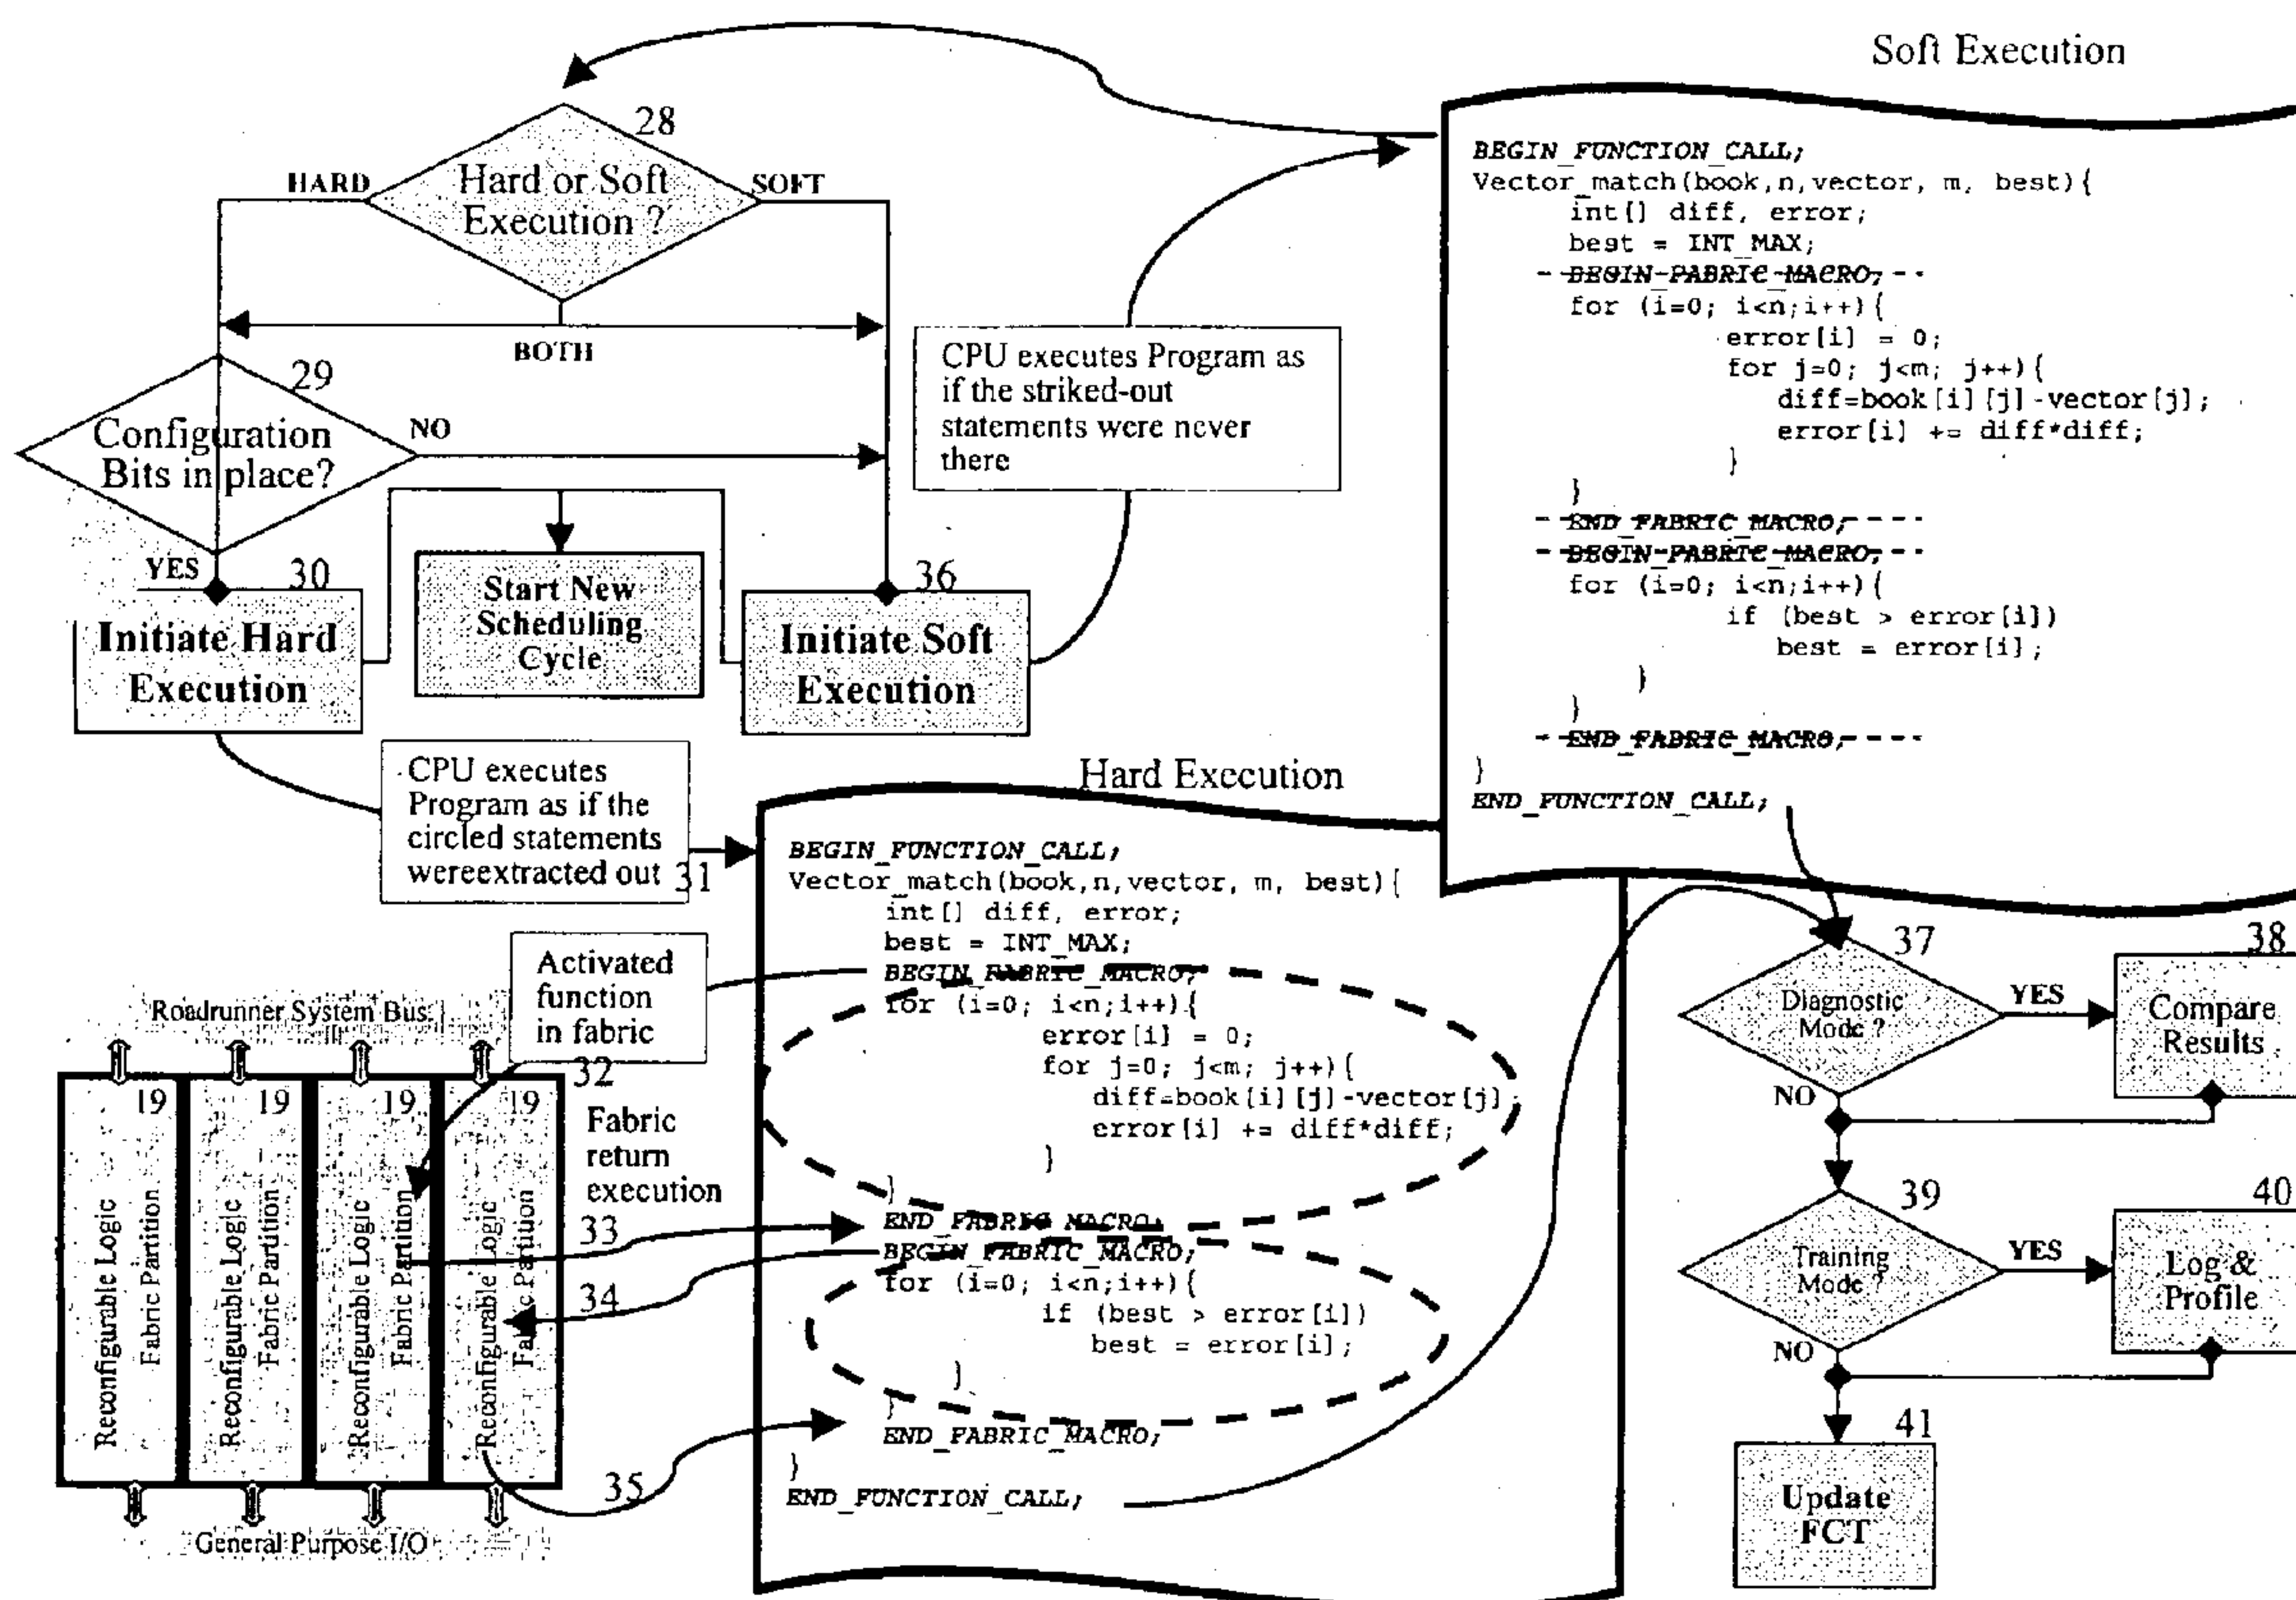 Soft Execution
28
Hard or Soft
Execution ?
HARD
SOFT
BOTH
29
Configuration
Bits in place?
NO
YES
30
Initiate Hard
Execution
Start New
Scheduling
Cycle
36
Initiate Soft
Execution
CPU executes Program as
if the striked-out
statements were never
there
BEGIN_FUNCTION_CALL;
Vector_match(book,n,vector, m, best){
int[] diff, error;
best = INT_MAX;
BEGIN_FABRIC_MACRO;
for (i=0; i<n;i++){
error[i] = 0;
for j=0; j<m; j++){
diff=book[i][j]-vector[j];
error[i] += diff*diff;
}
}
END_FABRIC_MACRO;
BEGIN_FABRIC_MACRO;
for (i=0; i<n;i++){
if (best > error[i])
best = error[i];
}
}
END_FABRIC_MACRO;
}
END_FUNCTION_CALL;
CPU executes
Program as if the
circled statements
wereextracted out 31
Hard Execution
BEGIN_FUNCTION_CALL;
Vector_match(book,n,vector, m, best){
int[] diff, error;
best = INT_MAX;
BEGIN_FABRIC_MACRO;
for (i=0; i<n;i++){
error[i] = 0;
for j=0; j<m; j++){
diff=book[i][j]-vector[j];
error[i] += diff*diff;
}
}
END_FABRIC_MACRO;
BEGIN_FABRIC_MACRO;
for (i=0; i<n;i++){
if (best > error[i])
best = error[i];
}
}
END_FABRIC_MACRO;
}
END_FUNCTION_CALL;
Activated
function
in fabric
32
Roadrunner System Bus
19
19
19
19
Reconfigurable Logic
Fabric Partition
Reconfigurable Logic
Fabric Partition
Reconfigurable Logic
Fabric Partition
Reconfigurable Logic
Fabric Partition
General Purpose I/O
Fabric
return
execution
33
34
35
37
Diagnostic
Mode ?
YES
NO
38
Compare
Results
39
Training
Mode ?
YES
NO
40
Log &
Profile
41
Update
FCT